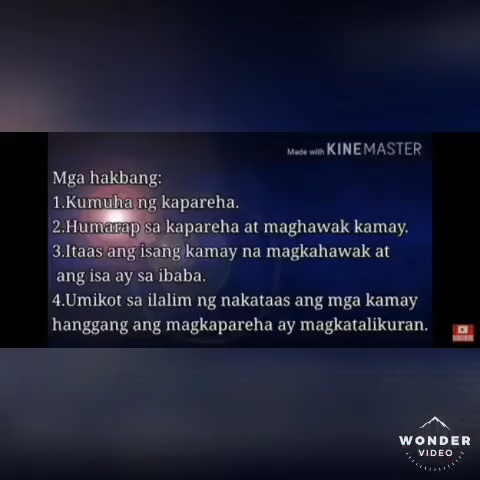 Made with KINEMASTER
Mga hakbang:
1.Kumuha ng kapareha.
2.Humarap sa kapareha at maghawak kamay.
3.Itaas ang isang kamay na magkahawak at
ang isa ay sa ibaba.
4.Umikot sa ilalim ng nakataas ang mga kamay
hanggang ang magkapareha ay magkatalikuran.
WONDER
VIDEO